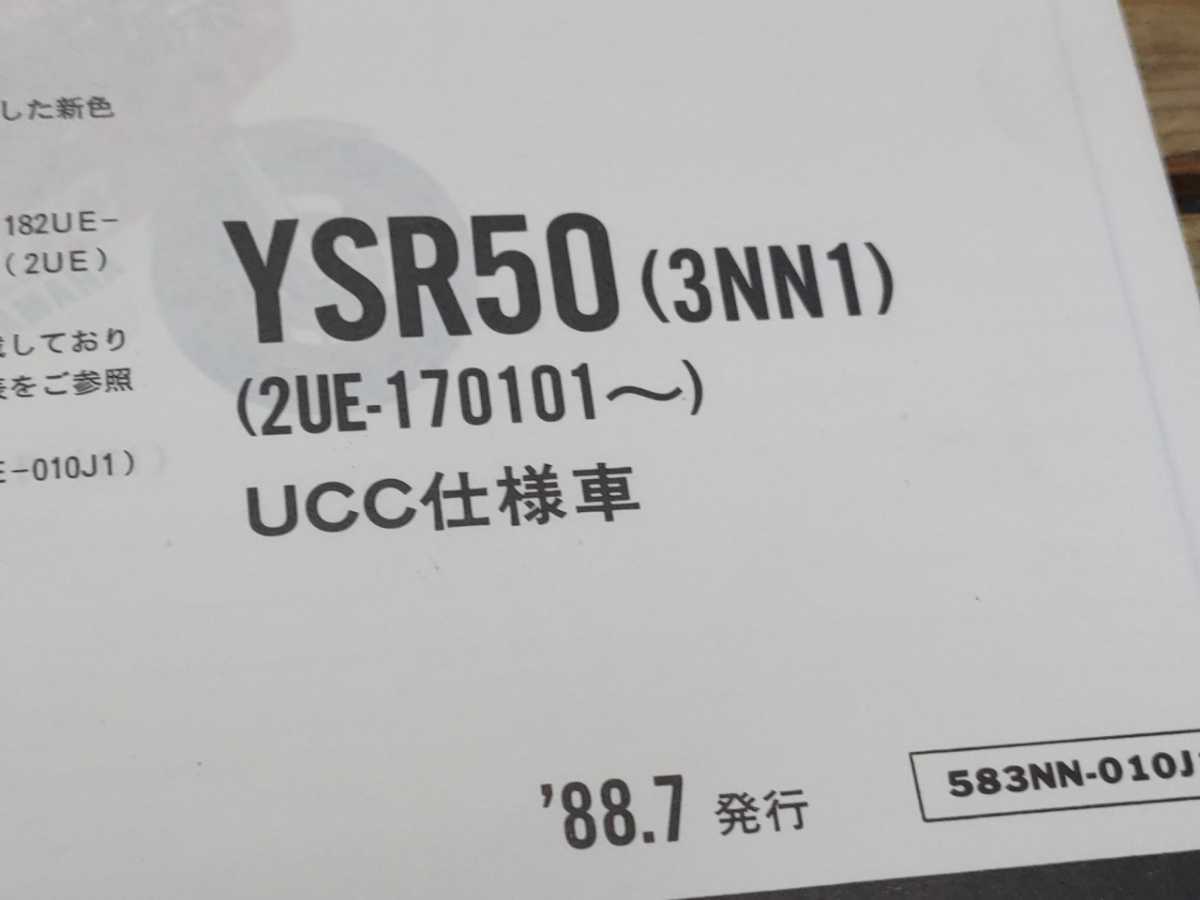 した新色
182UE-
(2UE)
YSR50 (3NN1)
しており
をご参照
(2UE-170101～)
E-010J1)
UCC仕様車
'88.7 発行
583NN-010J